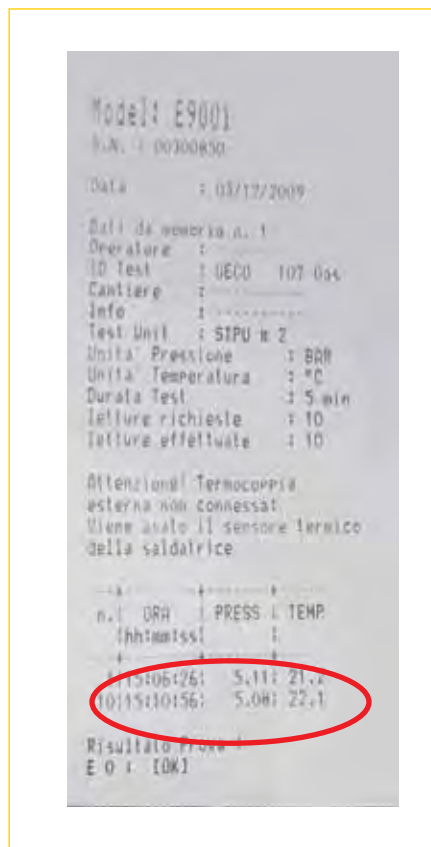 Model: E9001
S.N. : 00300850
Data : 03/12/2009
Dati da memoria n. 1
Operatore : ----------
ID Test : UECO 107 Gas
Cantiere : ----------
Info : ----------
Test Unit : SIPU m 2
Unita' Pressione : BAR
Unita' Temperatura : °C
Durata Test : 5 min
letture richieste : 10
letture effettuate : 10
Attenzione! Termocoppia
esterna non connessa!
Viene usato il sensore termico
della saldatrice
n.: ORA : PRESS : TEMP.
:hh:mm:ss: :
15:06:26: 5.11: 21.2
10:15:10:56: 5.08: 22.1
Risultato Prova :
E 0 : [OK]